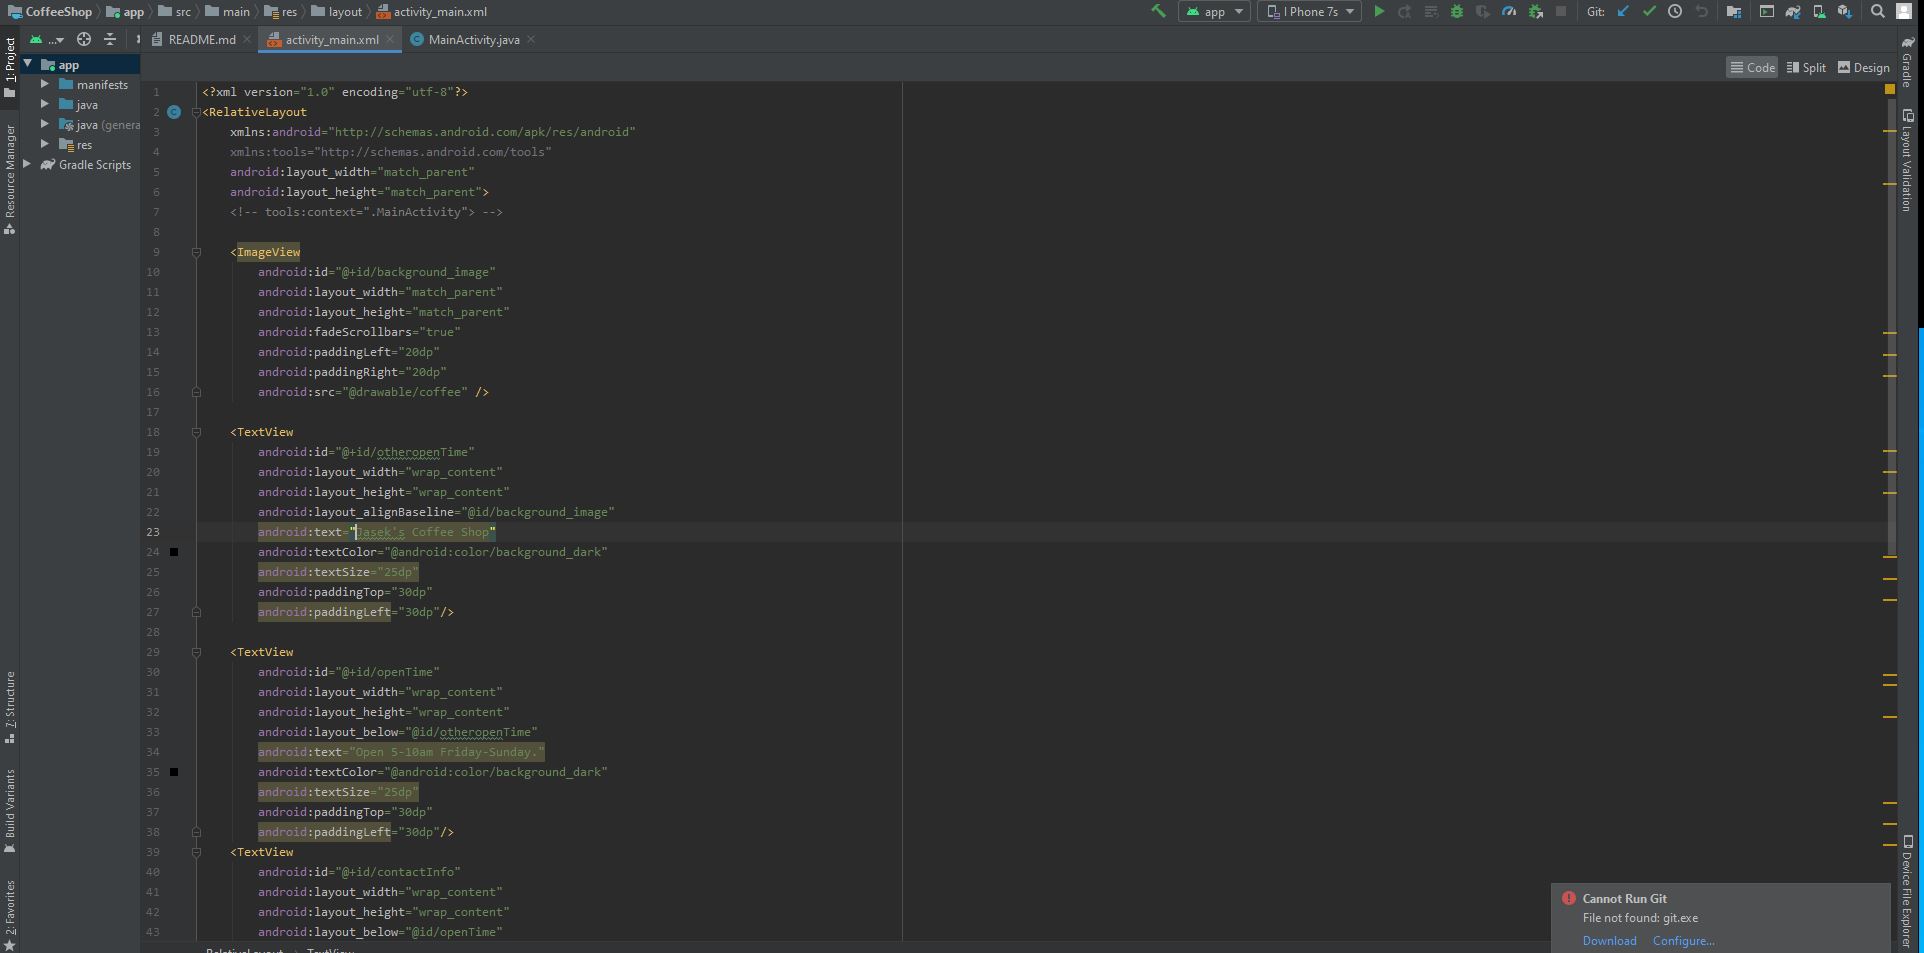 CoffeeShop app src main res layout activity_main.xml app I Phone 7s Git:
... README.md activity_main.xml MainActivity.java
Code Split Design
1: Project
Resource Manager
7: Structure
Build Variants
2: Favorites
app
manifests
java
java (genera
res
Gradle Scripts
1 <?xml version="1.0" encoding="utf-8"?>
2 <RelativeLayout
3 xmlns:android="http://schemas.android.com/apk/res/android"
4 xmlns:tools="http://schemas.android.com/tools"
5 android:layout_width="match_parent"
6 android:layout_height="match_parent">
7 <!-- tools:context=".MainActivity"> -->
8
9 <ImageView
10 android:id="@+id/background_image"
11 android:layout_width="match_parent"
12 android:layout_height="match_parent"
13 android:fadeScrollbars="true"
14 android:paddingLeft="20dp"
15 android:paddingRight="20dp"
16 android:src="@drawable/coffee" />
17
18 <TextView
19 android:id="@+id/otheropenTime"
20 android:layout_width="wrap_content"
21 android:layout_height="wrap_content"
22 android:layout_alignBaseline="@id/background_image"
23 android:text="Jasek's Coffee Shop"
24 android:textColor="@android:color/background_dark"
25 android:textSize="25dp"
26 android:paddingTop="30dp"
27 android:paddingLeft="30dp"/>
28
29 <TextView
30 android:id="@+id/openTime"
31 android:layout_width="wrap_content"
32 android:layout_height="wrap_content"
33 android:layout_below="@id/otheropenTime"
34 android:text="Open 5-10am Friday-Sunday."
35 android:textColor="@android:color/background_dark"
36 android:textSize="25dp"
37 android:paddingTop="30dp"
38 android:paddingLeft="30dp"/>
39 <TextView
40 android:id="@+id/contactInfo"
41 android:layout_width="wrap_content"
42 android:layout_height="wrap_content"
43 android:layout_below="@id/openTime"
Gradle
Layout Validation
Device File Explorer
Cannot Run Git
File not found: git.exe
Download Configure...
RelativeLayout TextView